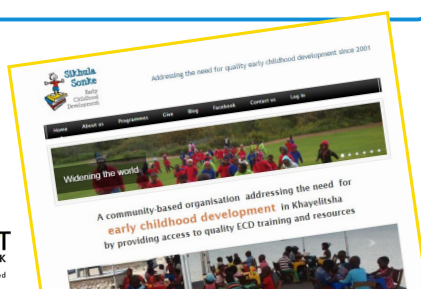 Sikhula
Sonke
Early
Childhood
Development
Addressing the need for quality early childhood development since 2001
Home About us Programmes Give Blog Facebook Contact us Log in
Widening the world
A community-based organisation addressing the need for
early childhood development in Khayelitsha
by providing access to quality ECD training and resources
T
K
ed